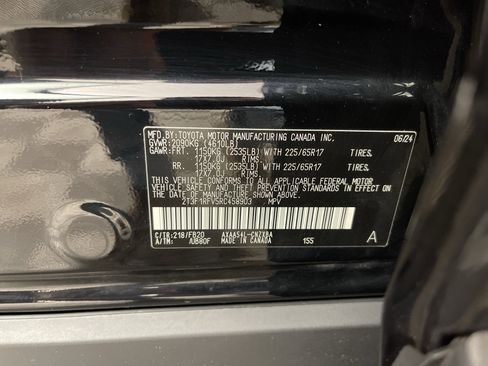 MFD.BY:TOYOTA MOTOR MANUFACTURING CANADA INC. 06/24
GVWR:2090KG (4610LB)
GAWR:FRT. 1150KG (2535LB) WITH 225/65R17 TIRES,
17X7.0J RIMS,
RR. 1150KG (2535LB) WITH 225/65R17 TIRES,
17X7.0J RIMS,
THIS VEHICLE CONFORMS TO ALL APPLICABLE FEDERAL MOTOR
VEHICLE SAFETY AND THEFT PREVENTION STANDARDS IN EFFECT ON
THE DATE OF MANUFACTURE SHOWN ABOVE.
2T3F1RFV5RC458903 MPV
C/TR:218/FB20 AXAA54L-CNZXBA
A/TM: /UB80F MADE IN CANADA 155 A